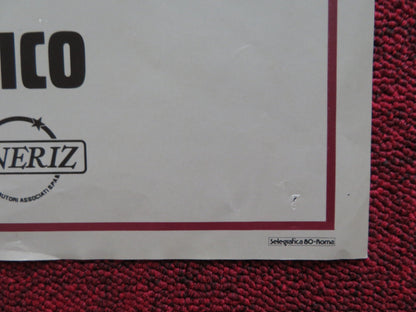 ICO
NERIZ
UTORI ASSOCIATI S.P.A.
Selegrafica 80-Roma